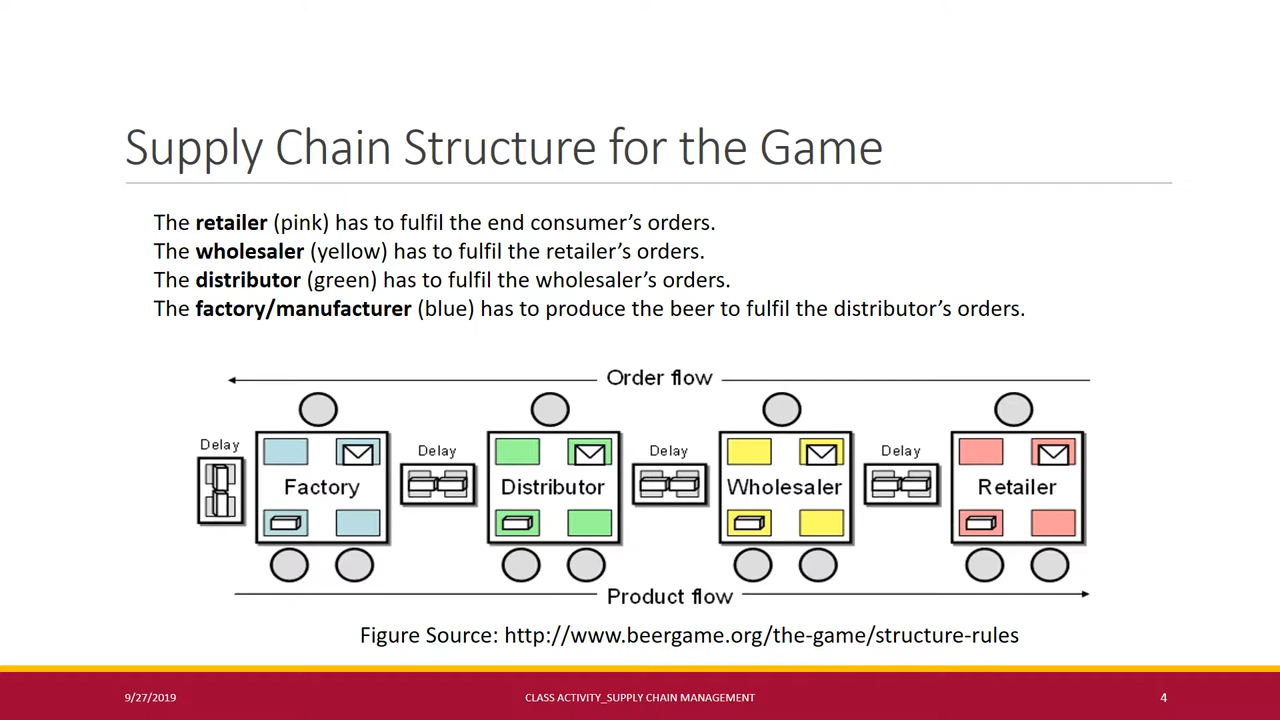 Supply Chain Structure for the Game
The retailer (pink) has to fulfil the end consumer’s orders.
The wholesaler (yellow) has to fulfil the retailer’s orders.
The distributor (green) has to fulfil the wholesaler’s orders.
The factory/manufacturer (blue) has to produce the beer to fulfil the distributor’s orders.
Order flow
Delay
Delay
Delay
Delay
Factory
Distributor
Wholesaler
Retailer
Product flow
Figure Source: http://www.beergame.org/the-game/structure-rules
9/27/2019
CLASS ACTIVITY_SUPPLY CHAIN MANAGEMENT
4